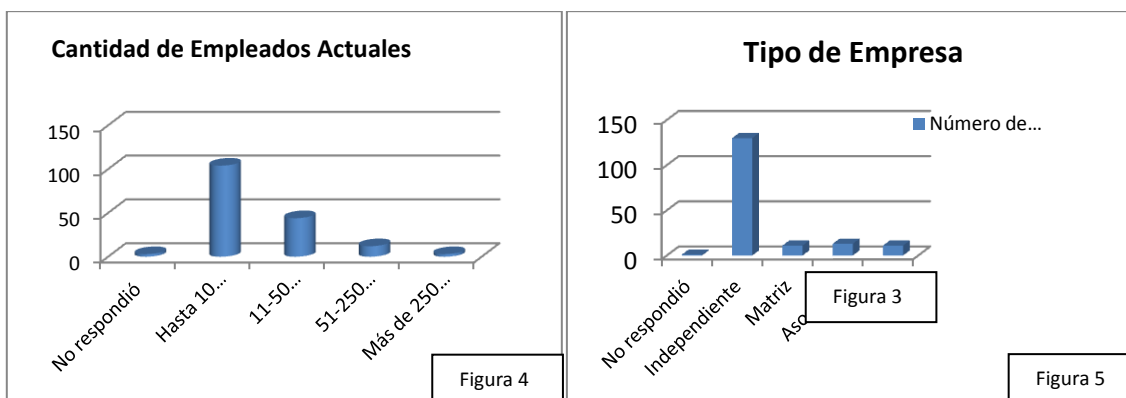 Cantidad de Empleados Actuales
150
100
50
0
No respondió
Hasta 10...
11-50...
51-250...
Más de 250...
Figura 4
Tipo de Empresa
Número de...
150
100
50
0
No respondió
Independiente
Matriz
Figura 3
Figura 5